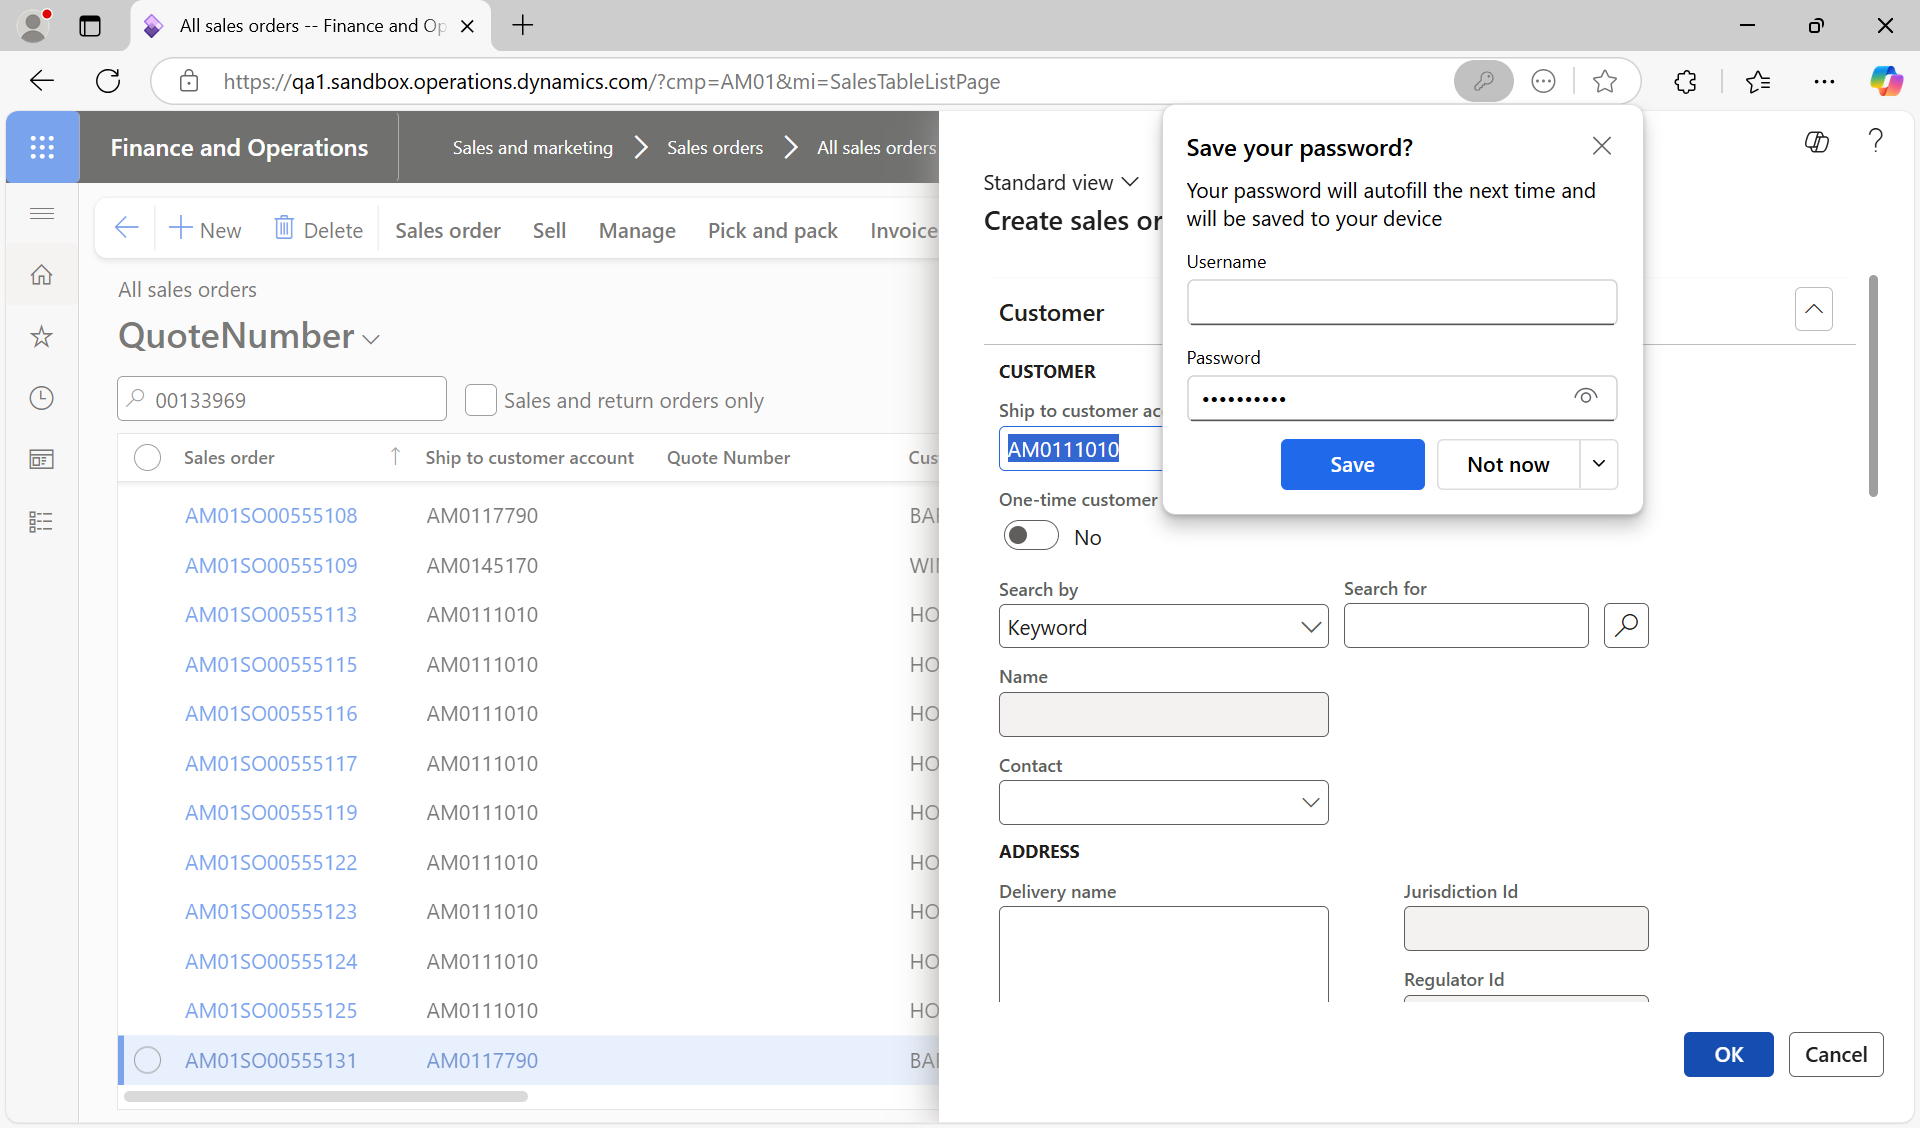 All sales orders -- Finance and Op
https://qa1.sandbox.operations.dynamics.com/?cmp=AM01&mi=SalesTableListPage
Finance and Operations
Sales and marketing
Sales orders
All sales orders
New
Delete
Sales order
Sell
Manage
Pick and pack
Invoice
All sales orders
QuoteNumber
00133969
Sales and return orders only
Sales order
Ship to customer account
Quote Number
Cus
AM01SO00555108 AM0117790 BA
AM01SO00555109 AM0145170 WI
AM01SO00555113 AM0111010 HO
AM01SO00555115 AM0111010 HO
AM01SO00555116 AM0111010 HO
AM01SO00555117 AM0111010 HO
AM01SO00555119 AM0111010 HO
AM01SO00555122 AM0111010 HO
AM01SO00555123 AM0111010 HO
AM01SO00555124 AM0111010 HO
AM01SO00555125 AM0111010 HO
AM01SO00555131 AM0117790 BA
Standard view
Create sales or
Customer
CUSTOMER
Ship to customer ac
AM0111010
One-time customer
No
Search by
Keyword
Search for
Name
Contact
ADDRESS
Delivery name
Jurisdiction Id
Regulator Id
OK
Cancel
Save your password?
Your password will autofill the next time and
will be saved to your device
Username
Password
••••••••••
Save
Not now